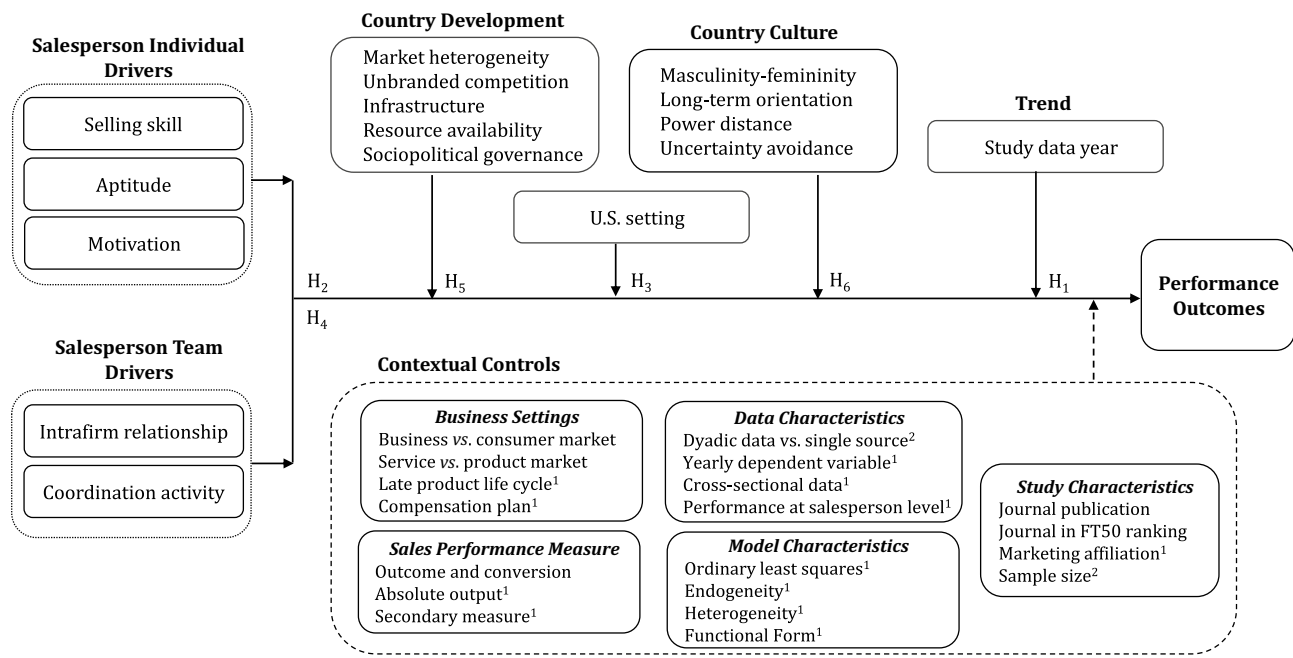 Salesperson Individual
Drivers
Selling skill
Aptitude
Motivation
Country Development
Market heterogeneity
Unbranded competition
Infrastructure
Resource availability
Sociopolitical governance
Country Culture
Masculinity-femininity
Long-term orientation
Power distance
Uncertainty avoidance
Trend
Study data year
U.S. setting
H₂
H₅
H₃
H₆
H₁
H₄
Performance
Outcomes
Salesperson Team
Drivers
Intrafirm relationship
Coordination activity
Contextual Controls
Business Settings
Business vs. consumer market
Service vs. product market
Late product life cycle¹
Compensation plan¹
Sales Performance Measure
Outcome and conversion
Absolute output¹
Secondary measure¹
Data Characteristics
Dyadic data vs. single source²
Yearly dependent variable¹
Cross-sectional data¹
Performance at salesperson level¹
Model Characteristics
Ordinary least squares¹
Endogeneity¹
Heterogeneity¹
Functional Form¹
Study Characteristics
Journal publication
Journal in FT50 ranking
Marketing affiliation¹
Sample size²